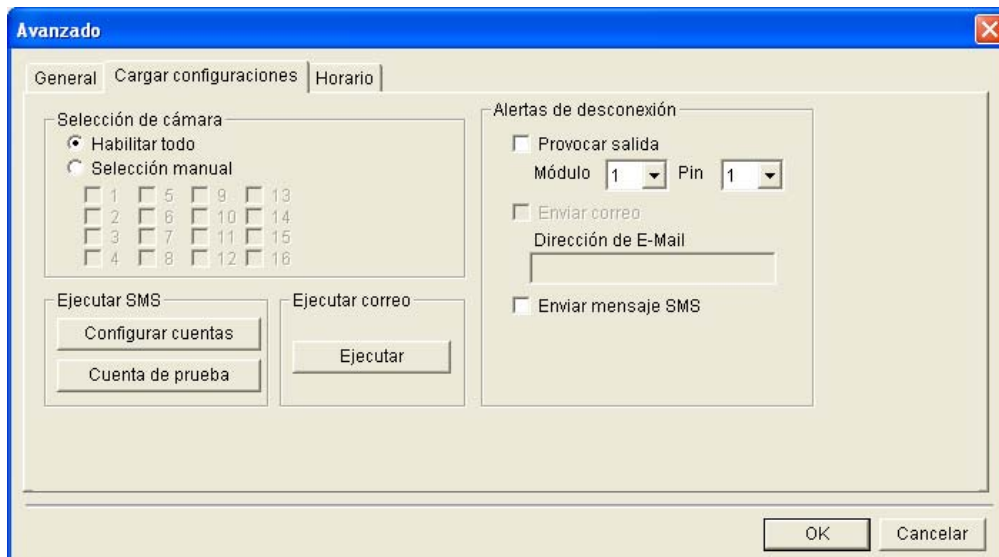 Avanzado
General Cargar configuraciones Horario
Selección de cámara
Habilitar todo
Selección manual
1 5 9 13
2 6 10 14
3 7 11 15
4 8 12 16
Ejecutar SMS
Configurar cuentas
Cuenta de prueba
Ejecutar correo
Ejecutar
Alertas de desconexión
Provocar salida
Módulo 1 Pin 1
Enviar correo
Dirección de E-Mail
Enviar mensaje SMS
OK Cancelar